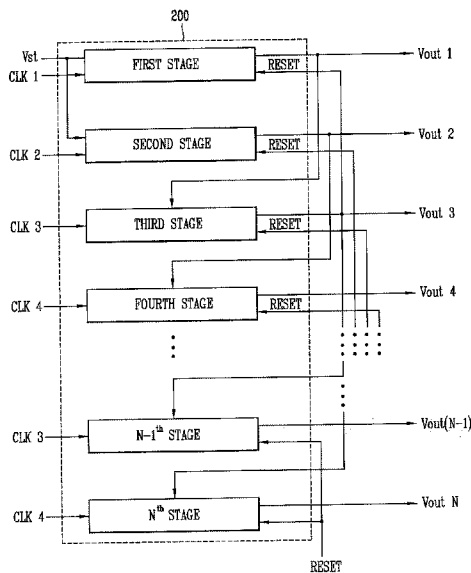 200
Vst
FIRST STAGE
RESET
Vout 1
CLK 1
SECOND STAGE
RESET
Vout 2
CLK 2
THIRD STAGE
RESET
Vout 3
CLK 3
FOURTH STAGE
RESET
Vout 4
CLK 4
N-1th STAGE
Vout(N-1)
CLK 3
Nth STAGE
Vout N
CLK 4
RESET